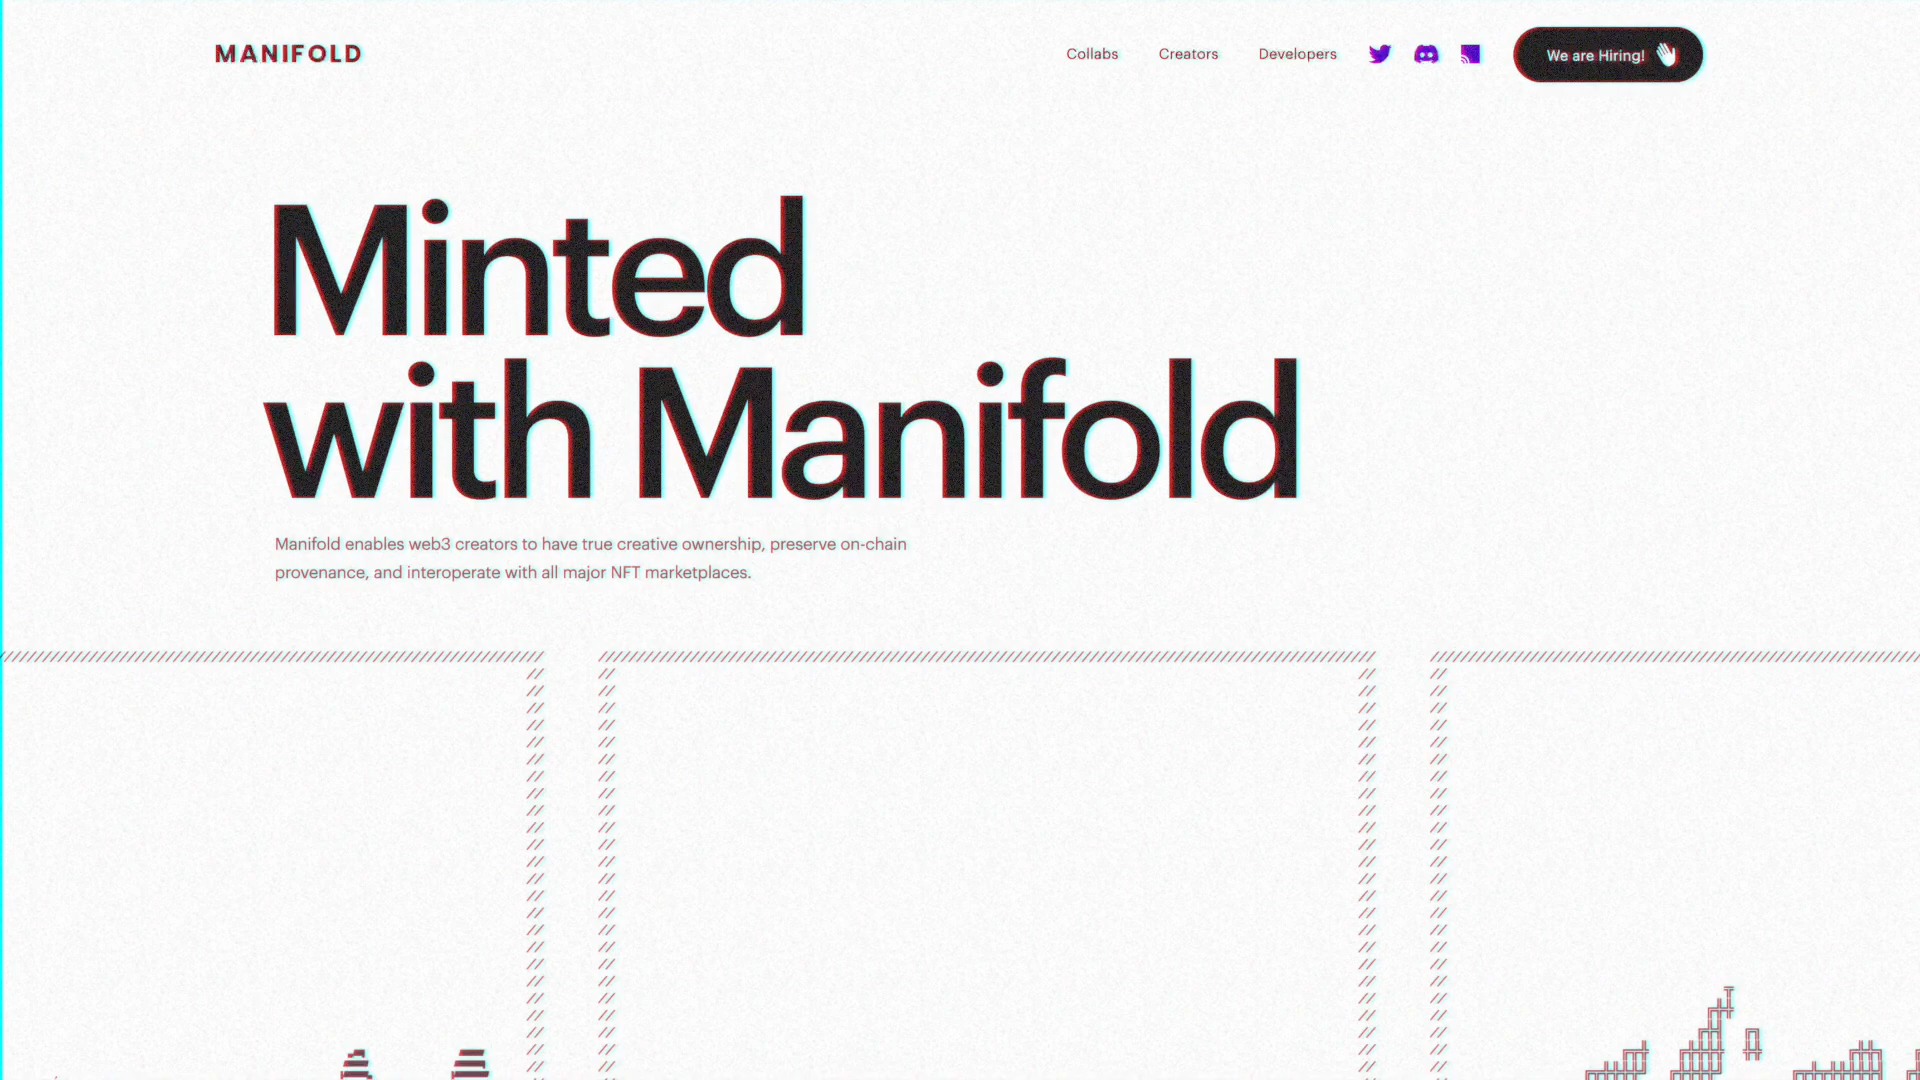 MANIFOLD
Collabs Creators Developers We are Hiring!
Minted
with Manifold
Manifold enables web3 creators to have true creative ownership, preserve on-chain
provenance, and interoperate with all major NFT marketplaces.